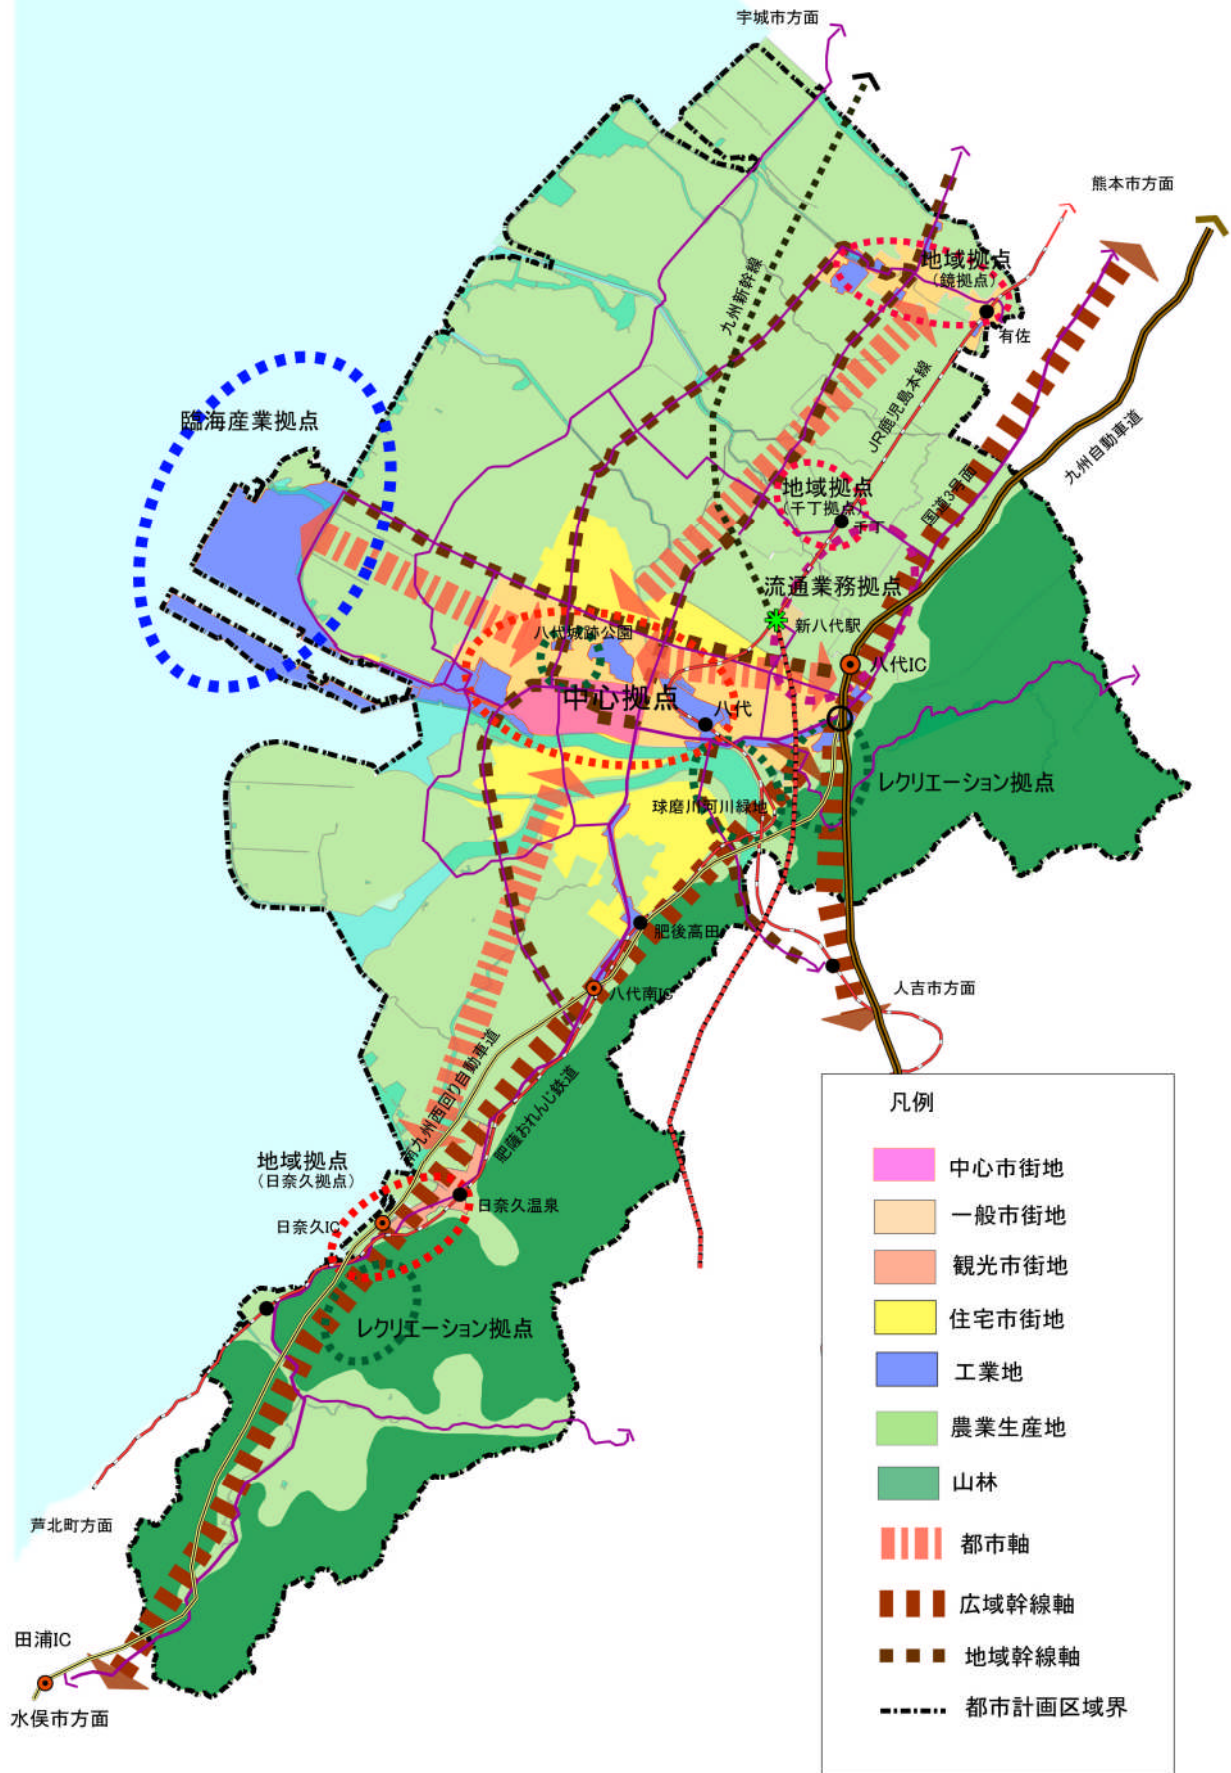 宇城市方面
熊本市方面
地域拠点
（鏡拠点）
九州新幹線
有佐
JR鹿児島本線
臨海産業拠点
九州自動車道
地域拠点
（千丁拠点）
国道3号面
千丁
流通業務拠点
新八代駅
八代城跡公園
八代IC
中心拠点
八代
レクリエーション拠点
球磨川河川緑地
肥後高田
八代南IC
人吉市方面
南九州西回り自動車道
肥薩おれんじ鉄道
地域拠点
（日奈久拠点）
日奈久温泉
日奈久IC
レクリエーション拠点
芦北町方面
田浦IC
水俣市方面
凡例
中心市街地
一般市街地
観光市街地
住宅市街地
工業地
農業生産地
山林
都市軸
広域幹線軸
地域幹線軸
都市計画区域界